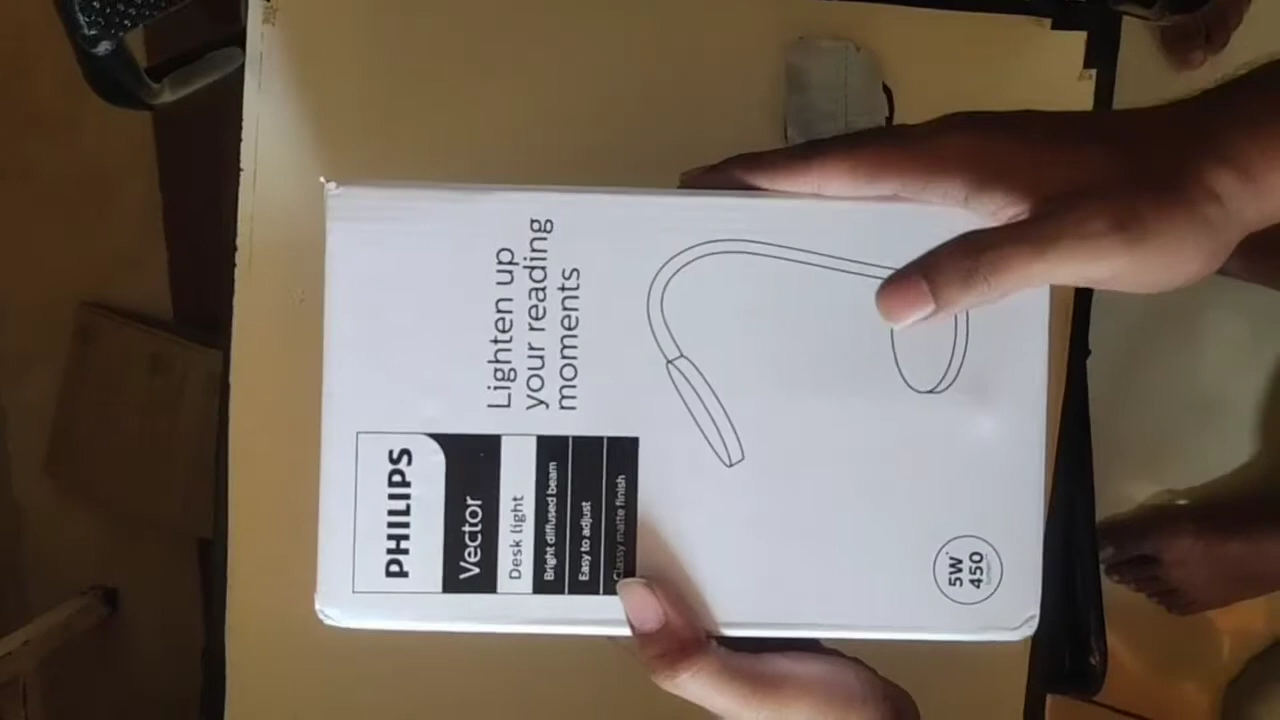 PHILIPS
Vector
Desk light
Bright diffused beam
Easy to adjust
Classy matte finish
Lighten up
your reading
moments
5W
450